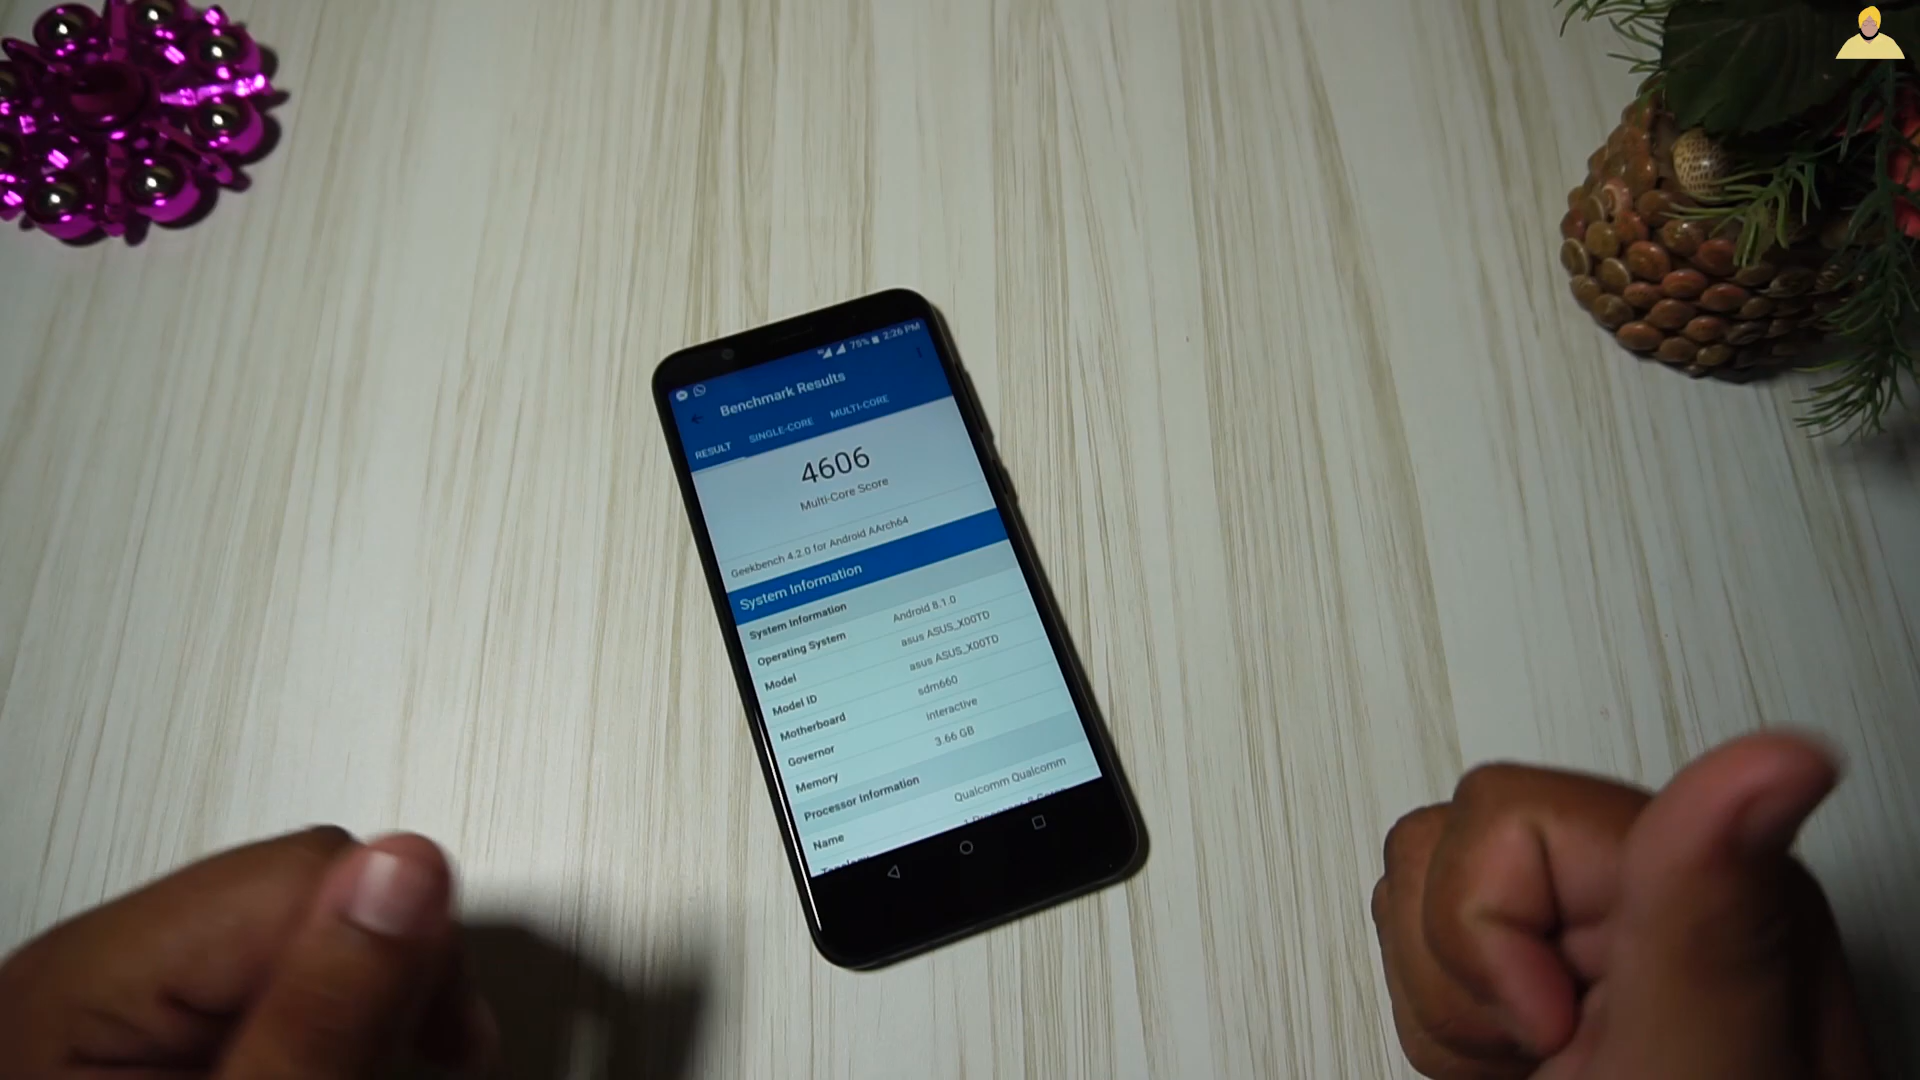 75% 2:26 PM
Benchmark Results
RESULT SINGLE-CORE MULTI-CORE
4606
Multi-Core Score
Geekbench 4.2.0 for Android AArch64
System Information
System Information
Operating System Android 8.1.0
Model asus ASUS_X00TD
Model ID asus ASUS_X00TD
Motherboard sdm660
Governor interactive
Memory 3.66 GB
Processor Information
Name Qualcomm Qualcomm